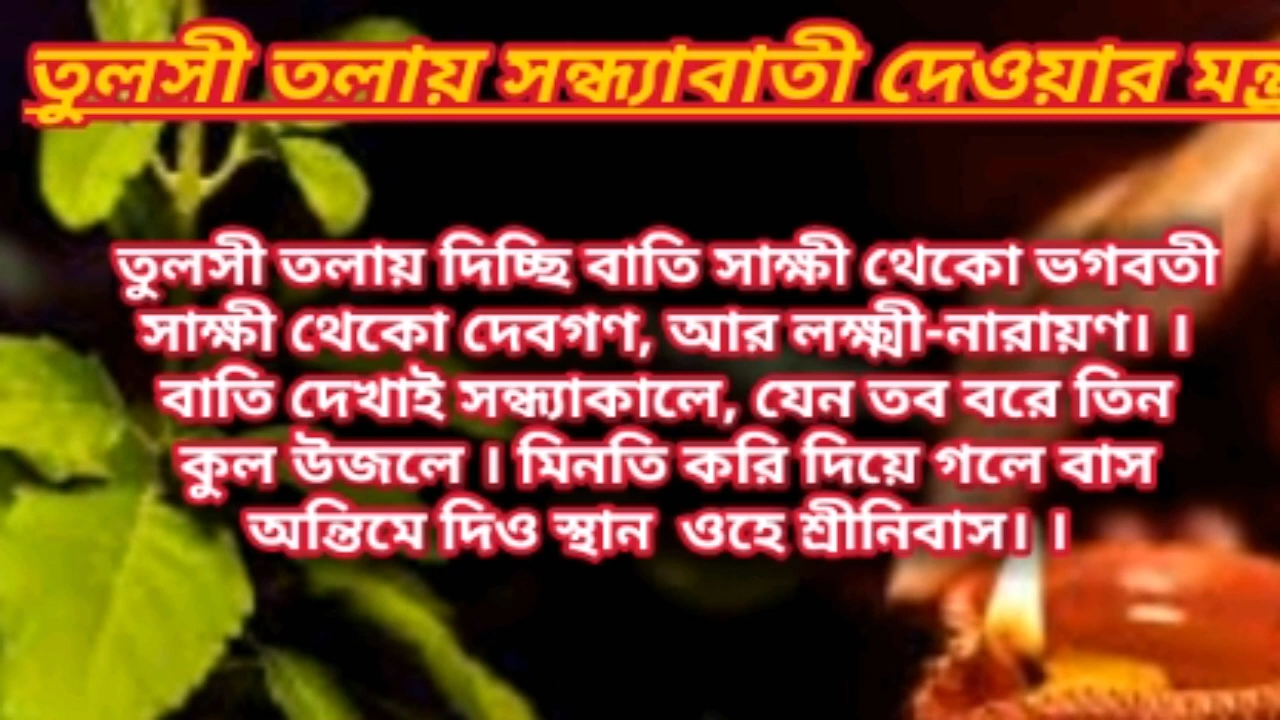 তুলসী তলায় সন্ধ্যাবাতী দেওয়ার মন্ত্র
তুলসী তলায় দিচ্ছি বাতি সাক্ষী থেকো ভগবতী
সাক্ষী থেকো দেবগণ, আর লক্ষ্মী-নারায়ণ। ।
বাতি দেখাই সন্ধ্যাকালে, যেন তব বরে তিন
কুল উজলে । মিনতি করি দিয়ে গলে বাস
অন্তিমে দিও স্থান ওহে শ্রীনিবাস। ।